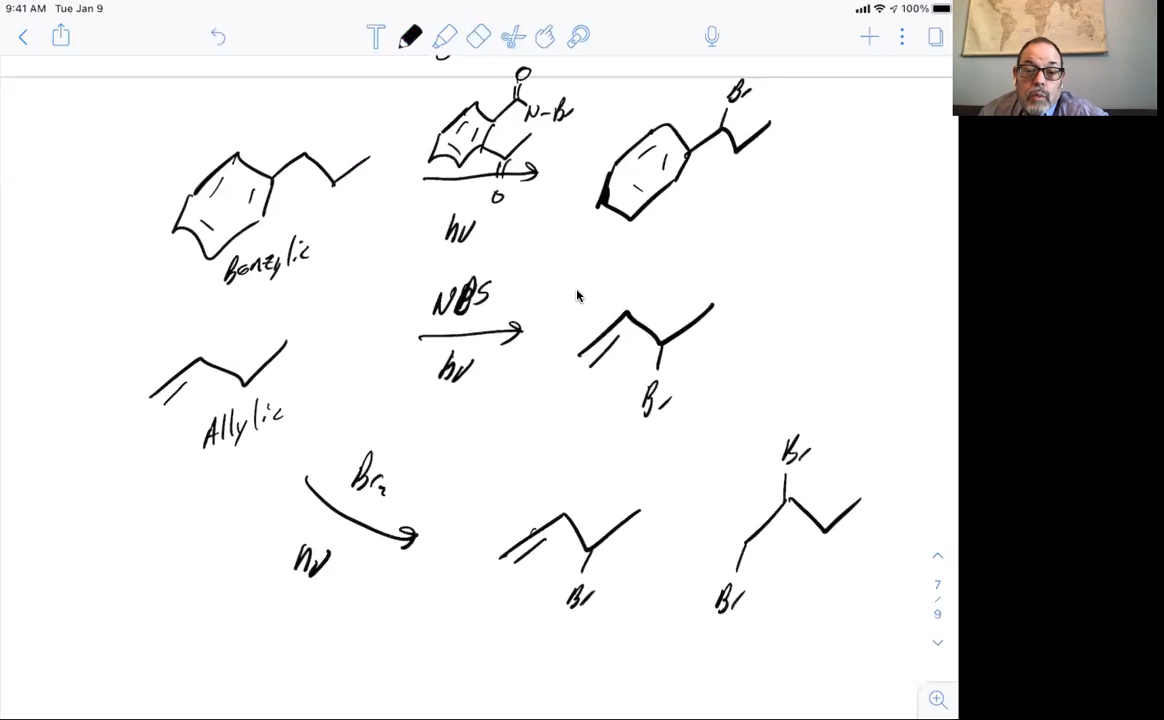 9:41 AM Tue Jan 9
100%
O
N-Br
O
hν
Br
Benzylic
NBS
hν
Br
Allylic
Br₂
hν
Br
Br
Br
7
/
9